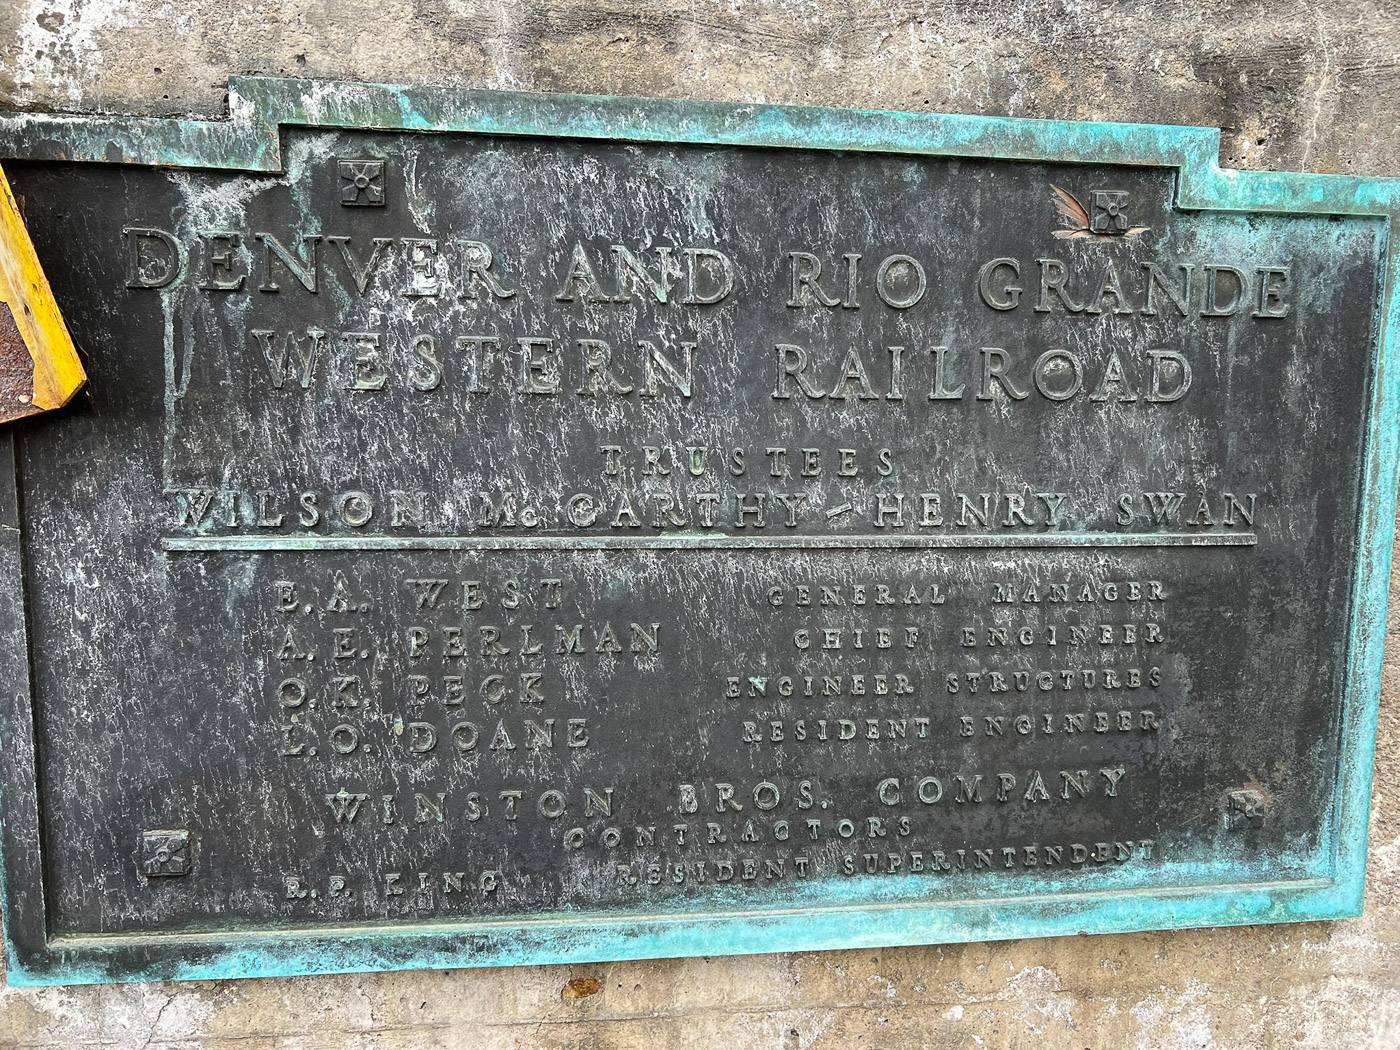 DENVER AND RIO GRANDE
WESTERN RAILROAD
TRUSTEES
WILSON McCARTHY - HENRY SWAN
E.A. WEST GENERAL MANAGER
A.E. PERLMAN CHIEF ENGINEER
O.K. PECK ENGINEER STRUCTURES
L.O. DOANE RESIDENT ENGINEER
WINSTON BROS. COMPANY
CONTRACTORS
R.P. KING RESIDENT SUPERINTENDENT